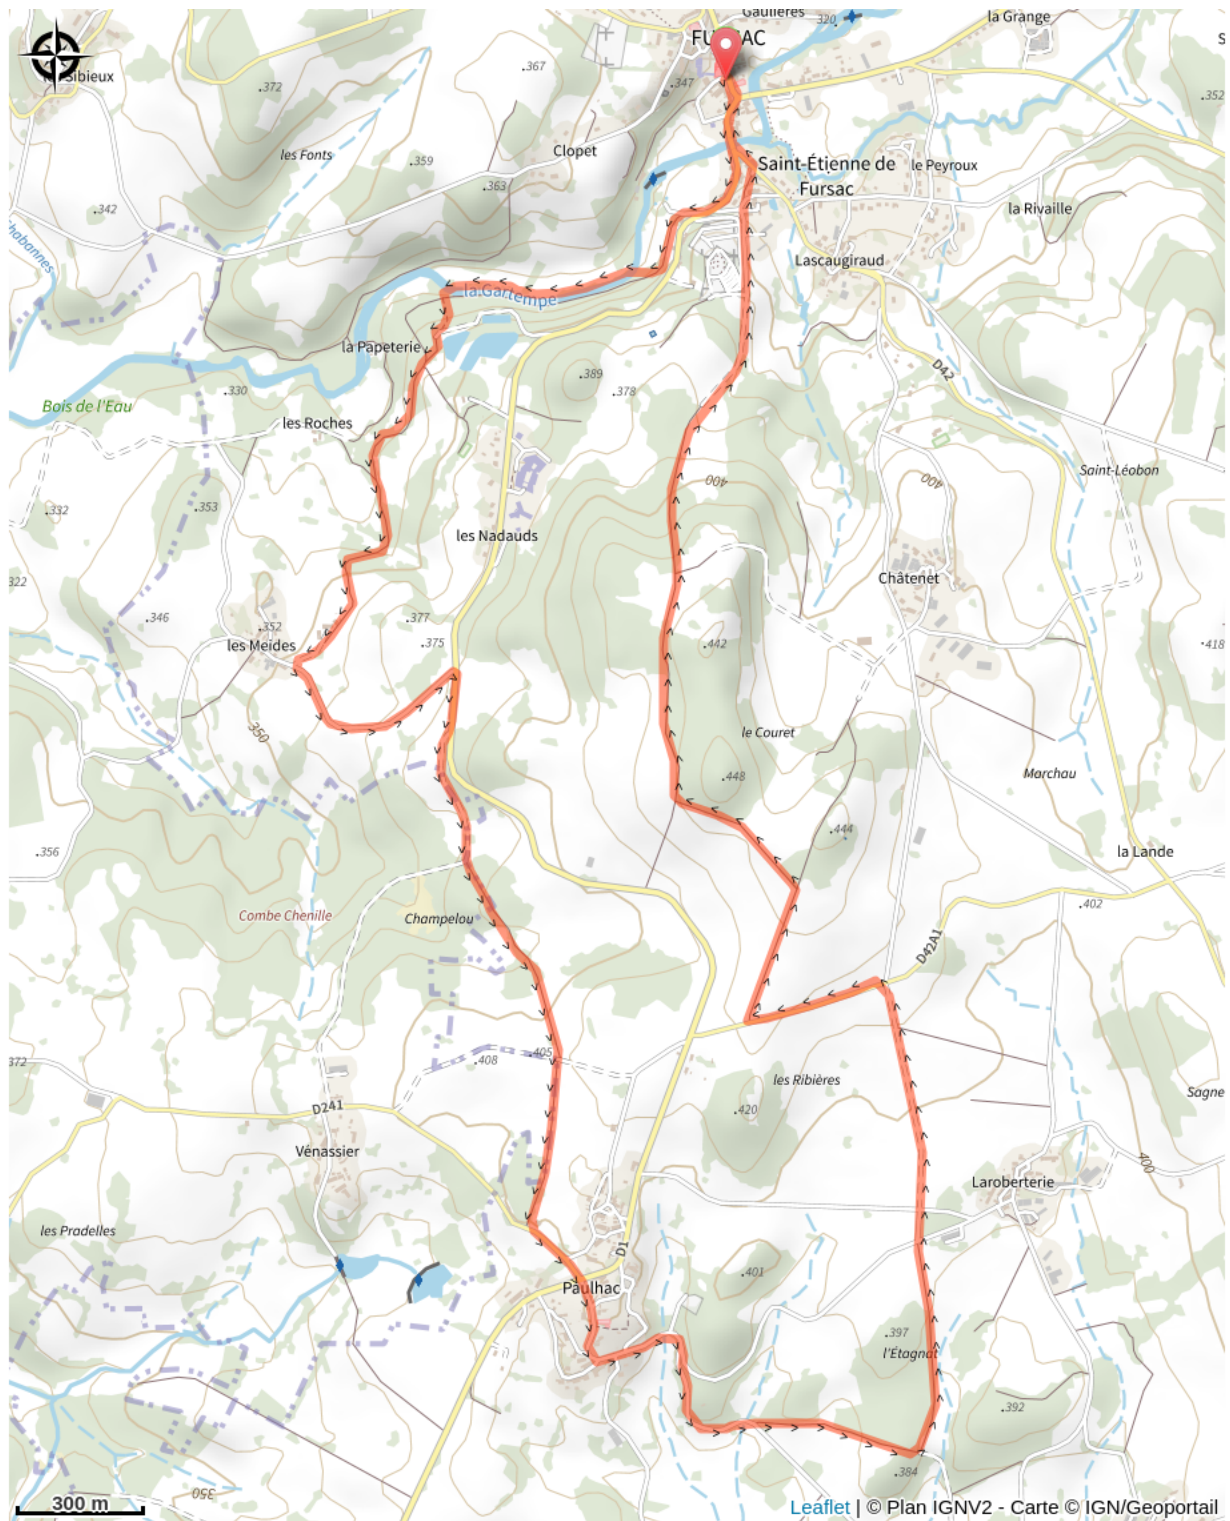 Gaulières
320
la Grange
les Sibieux
.367
.347
.372
.352
les Fonts
.359
Clopet
Saint-Étienne de
Fursac
le Peyroux
.363
.342
la Rivaille
Lascaugiraud
la Gartempe
la Papeterie
.389
.378
.330
D42
Bois de l'Eau
les Roches
400
400
Saint-Léobon
.353
.332
les Nadauds
Châtenet
322
.346
.352
.377
.375
les Meides
.442
.418
350
le Couret
.448
Marchau
.444
.356
la Lande
Combe Chenille
Champelou
.402
D42A1
.405
.408
372
les Ribières
.420
Sagne
D241
Vénassier
400
Laroberterie
les Pradelles
D1
.401
Paulhac
.397
l'Étagnat
.392
.384
350
300 m
Leaflet | © Plan IGNV2 - Carte © IGN/Geoportail